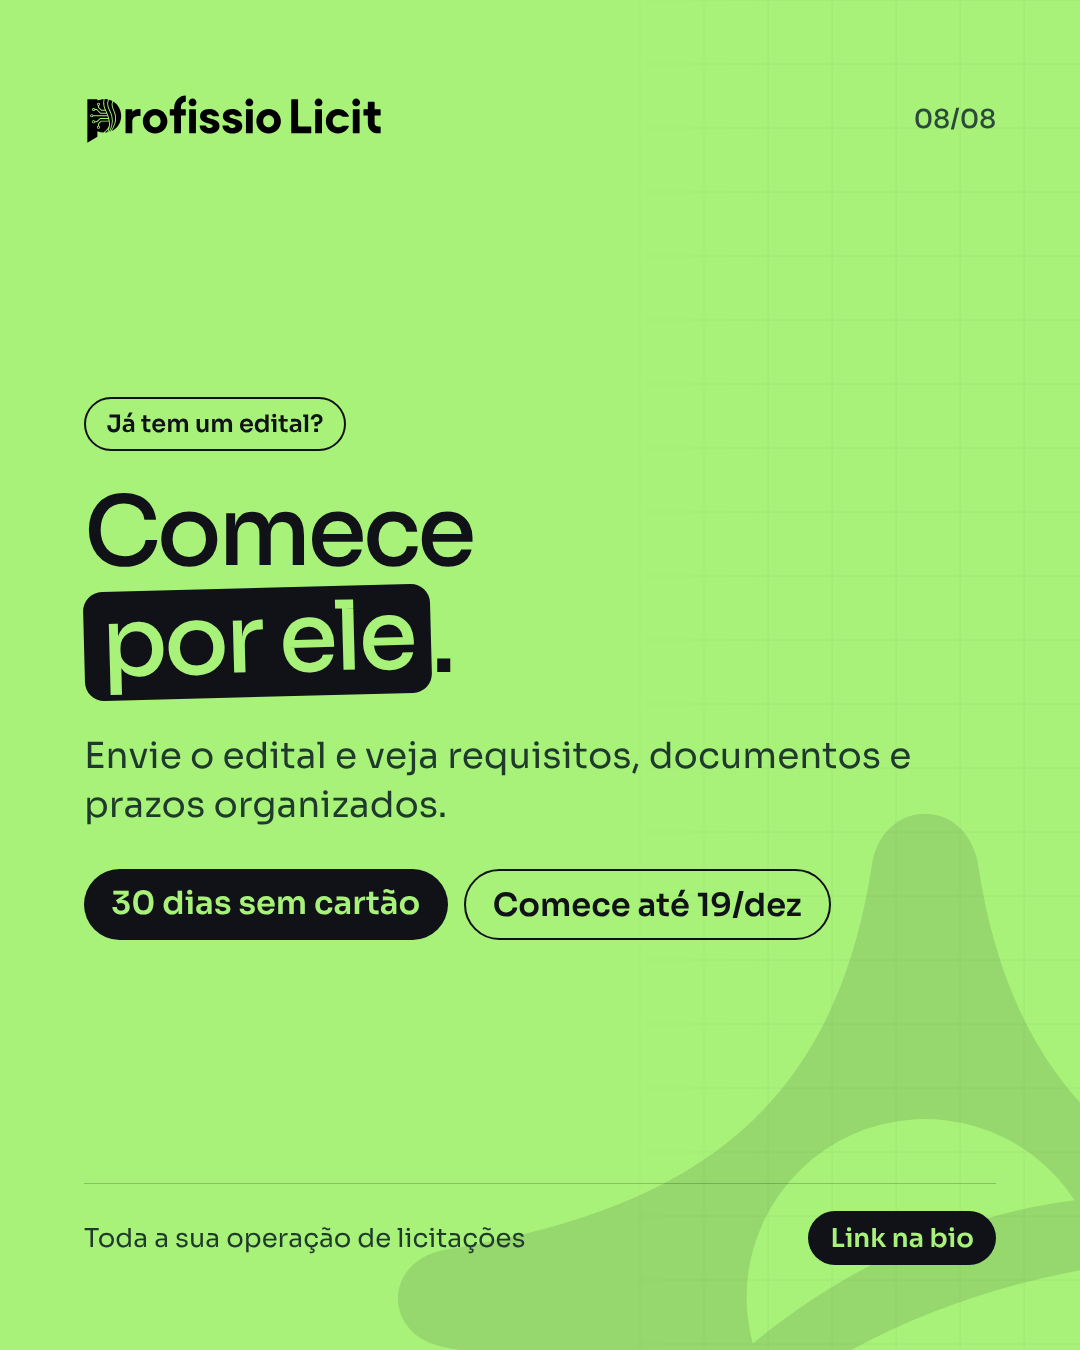 Profissio Licit
08/08
Já tem um edital?
Comece
por ele.
Envie o edital e veja requisitos, documentos e
prazos organizados.
30 dias sem cartão
Comece até 19/dez
Toda a sua operação de licitações
Link na bio